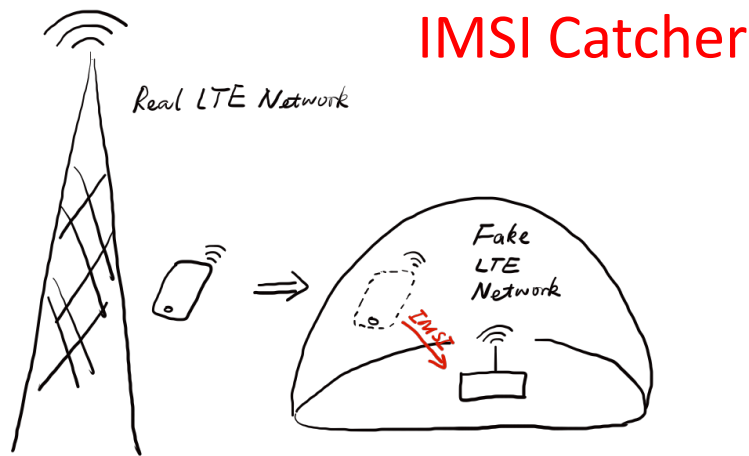 IMSI Catcher
Real LTE Network
Fake
LTE
Network
IMSI